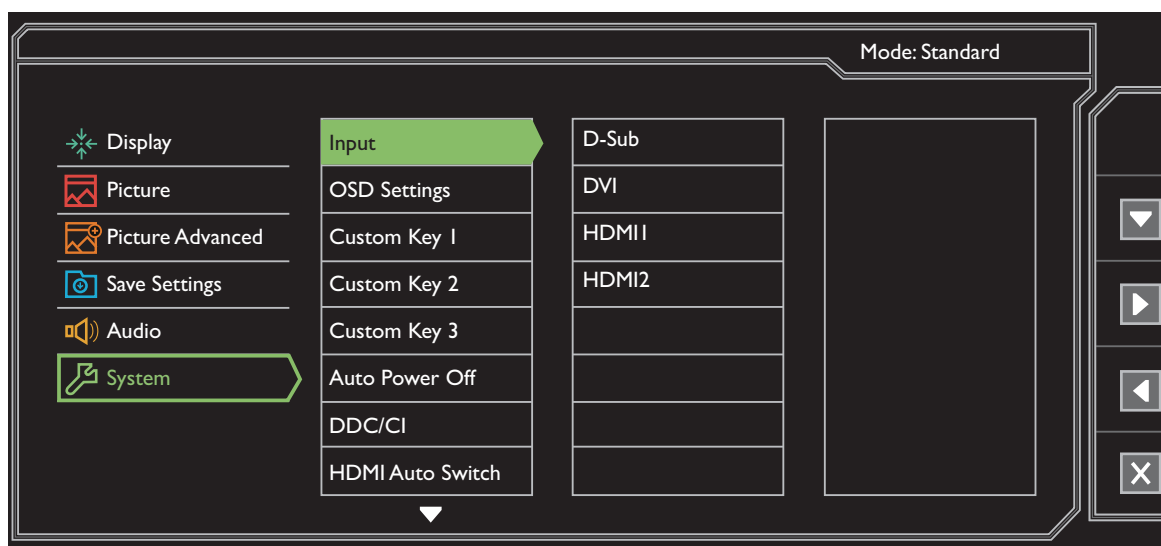 Mode: Standard
Display
Picture
Picture Advanced
Save Settings
Audio
System
Input
OSD Settings
Custom Key 1
Custom Key 2
Custom Key 3
Auto Power Off
DDC/CI
HDMI Auto Switch
D-Sub
DVI
HDMI1
HDMI2